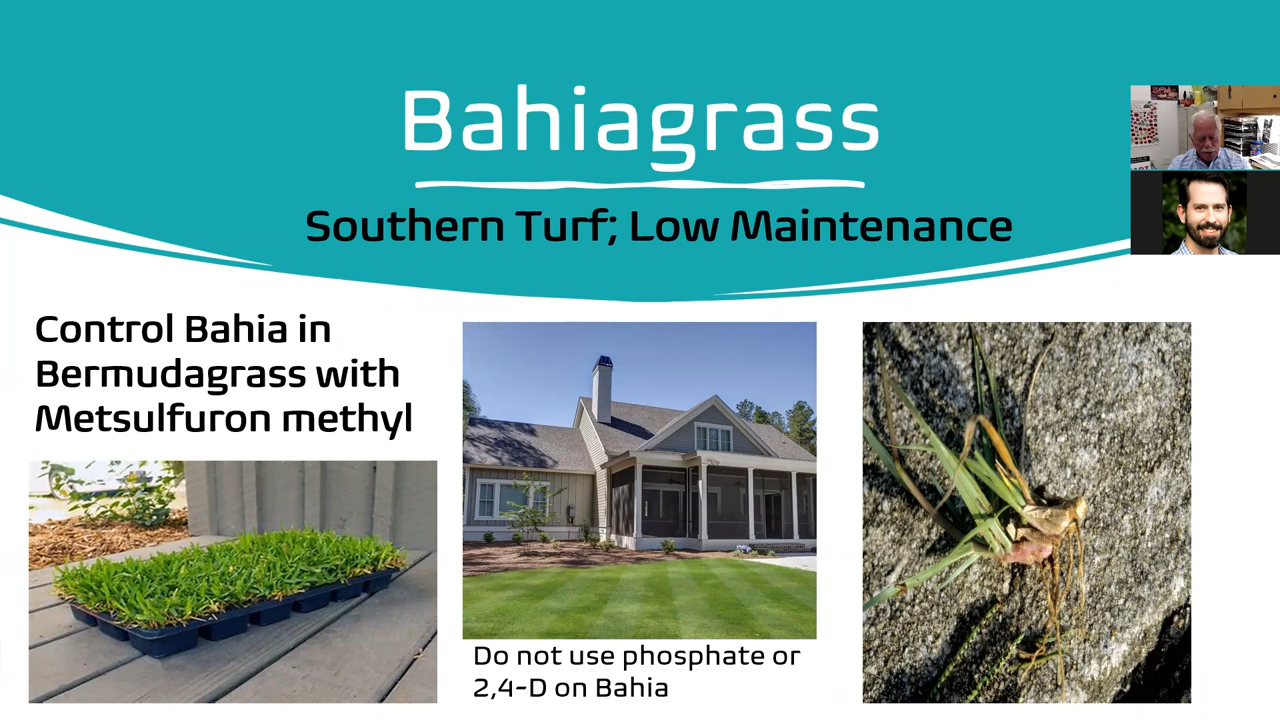 Bahiagrass
Southern Turf; Low Maintenance
Control Bahia in
Bermudagrass with
Metsulfuron methyl
Do not use phosphate or
2,4-D on Bahia